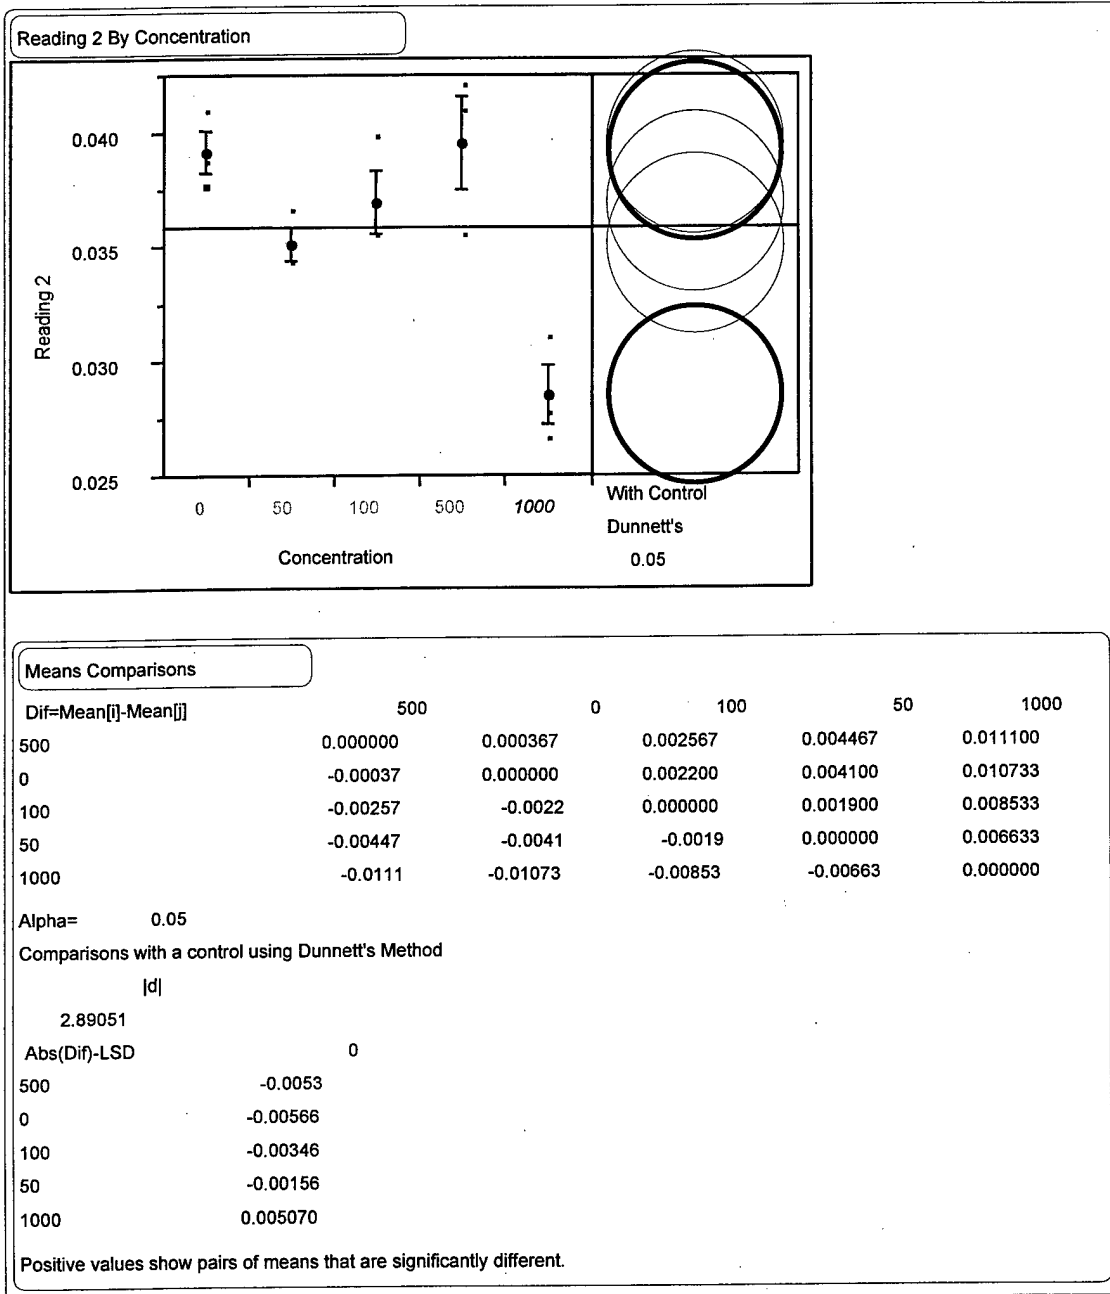 Reading 2 By Concentration
0.040
0.035
0.030
0.025
Reading 2
0 50 100 500 1000
Concentration
With Control
Dunnett's
0.05
Means Comparisons
Dif=Mean[i]-Mean[j] 500 0 100 50 1000
500 0.000000 0.000367 0.002567 0.004467 0.011100
0 -0.00037 0.000000 0.002200 0.004100 0.010733
100 -0.00257 -0.0022 0.000000 0.001900 0.008533
50 -0.00447 -0.0041 -0.0019 0.000000 0.006633
1000 -0.0111 -0.01073 -0.00853 -0.00663 0.000000
Alpha= 0.05
Comparisons with a control using Dunnett's Method
|d|
2.89051
Abs(Dif)-LSD 0
500 -0.0053
0 -0.00566
100 -0.00346
50 -0.00156
1000 0.005070
Positive values show pairs of means that are significantly different.